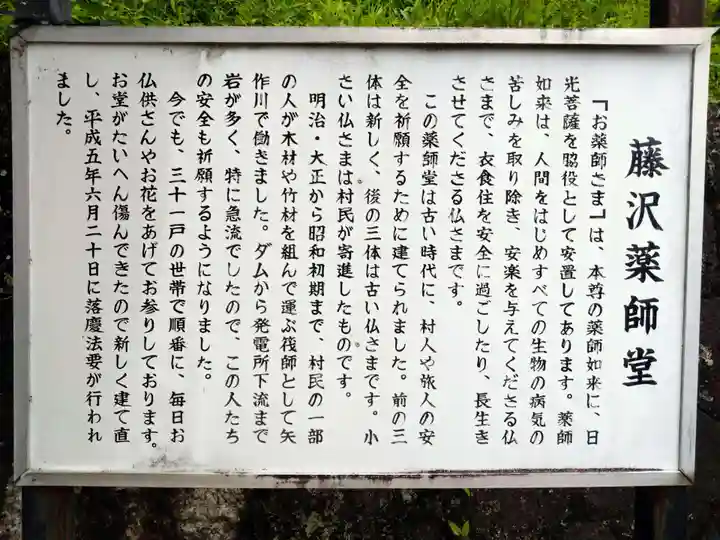 藤沢薬師堂
「お薬師さま」は、本尊の薬師如来に、日
光菩薩を脇役として安置してあります。薬師
如来は、人間をはじめすべての生物の病気の
苦しみを取り除き、安楽を与えてくださる仏
さまで、衣食住を安全に過ごしたり、長生き
させてくださる仏さまです。
この薬師堂は古い時代に、村人や旅人の安
全を祈願するために建てられました。前の三
体は新しく、後の三体は古い仏さまです。小
さい仏さまは村民が寄進したものです。
明治・大正から昭和初期まで、村民の一部
の人が木材や竹材を組んで運ぶ筏師として矢
作川で働きました。ダムから発電所下流まで
岩が多く、特に急流でしたので、この人たち
の安全も祈願するようになりました。
今でも、三十一戸の世帯で順番に、毎日お
仏供さんやお花をあげてお参りしております。
お堂がたいへん傷んできたので新しく建て直
し、平成五年六月二十日に落慶法要が行われ
ました。